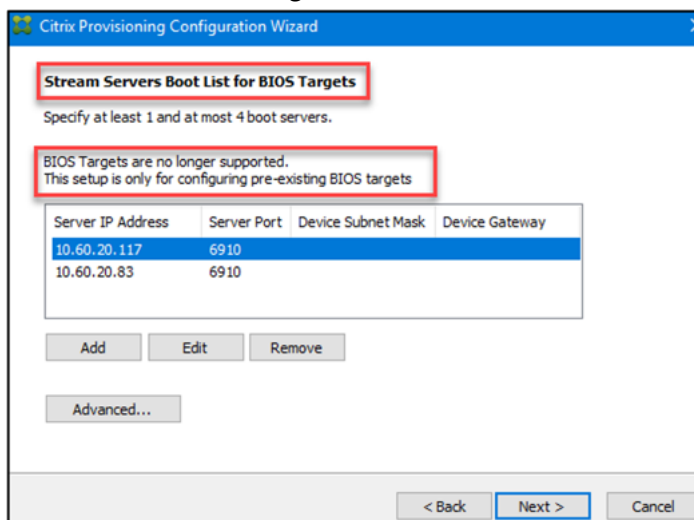 Citrix Provisioning Configuration Wizard
Stream Servers Boot List for BIOS Targets
Specify at least 1 and at most 4 boot servers.
BIOS Targets are no longer supported.
This setup is only for configuring pre-existing BIOS targets
Server IP Address Server Port Device Subnet Mask Device Gateway
10.60.20.117 6910
10.60.20.83 6910
Add Edit Remove
Advanced...
< Back Next > Cancel